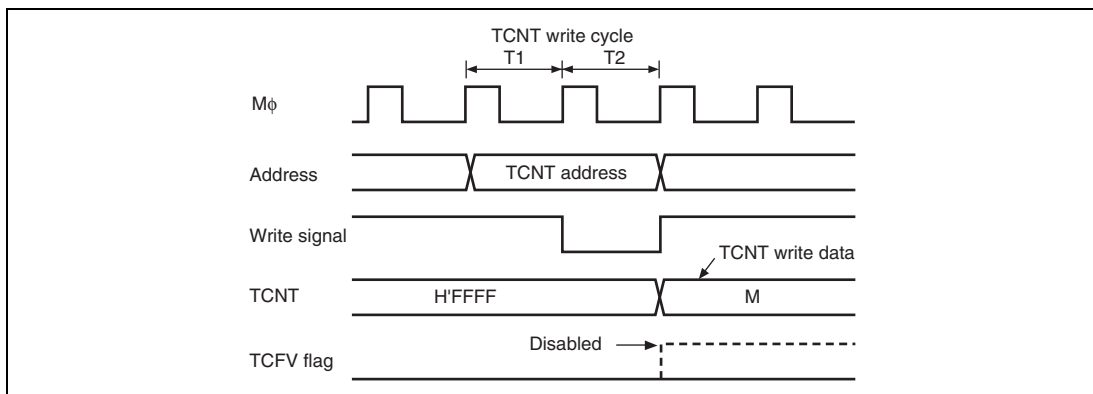 TCNT write cycle
T1 T2
Mφ
Address TCNT address
Write signal
TCNT write data
TCNT H'FFFF M
Disabled
TCFV flag